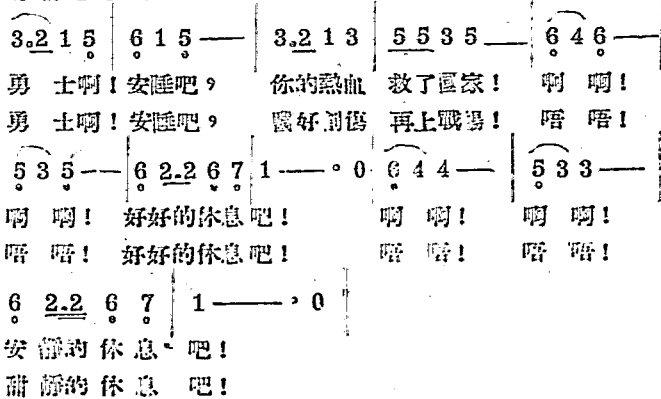 3.2 1 5 | 6 1 5 —— | 3.2 1 3 | 5 5 3 5 —— | 6 4 6 ——
勇 士啊！安睡吧，你的熱血 救了國家！ 啊 啊！
勇 士啊！安睡吧，醫好創傷 再上戰場！ 唔 唔！
5 3 5 —— | 6 2.2 6 7 | 1 —— 。 0 | 6 4 4 —— | 5 3 3 ——
啊 啊！ 好好的休息吧！ 啊 啊！ 啊 啊！
唔 唔！ 好好的休息吧！ 唔 唔！ 唔 唔！
6 2.2 6 7 | 1 ——— , 0
安靜的休息 吧！
甜靜的休息 吧！